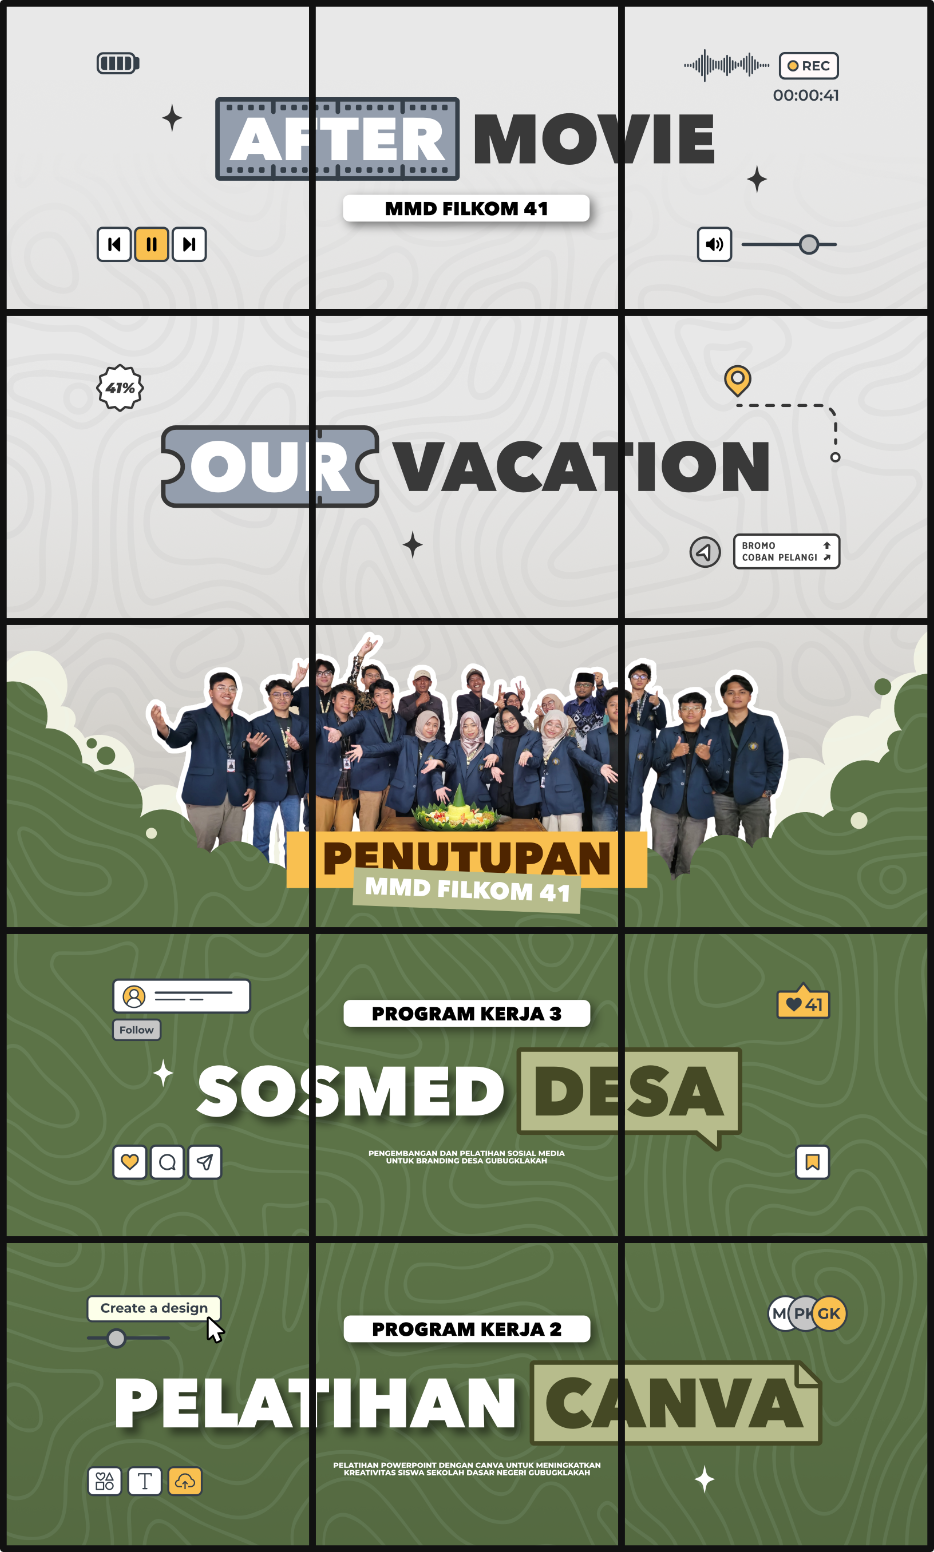 REC
00:00:41
AFTER MOVIE
MMD FILKOM 41
41%
OUR VACATION
BROMO
COBAN PELANGI
PENUTUPAN
MMD FILKOM 41
Follow
41
PROGRAM KERJA 3
SOSMED DESA
PENGEMBANGAN DAN PELATIHAN SOSIAL MEDIA
UNTUK BRANDING DESA GUBUGKLAKAH
Create a design
M PK GK
PROGRAM KERJA 2
PELATIHAN CANVA
PELATIHAN POWERPOINT DENGAN CANVA UNTUK MENINGKATKAN
KREATIVITAS SISWA SEKOLAH DASAR NEGERI GUBUGKLAKAH
T